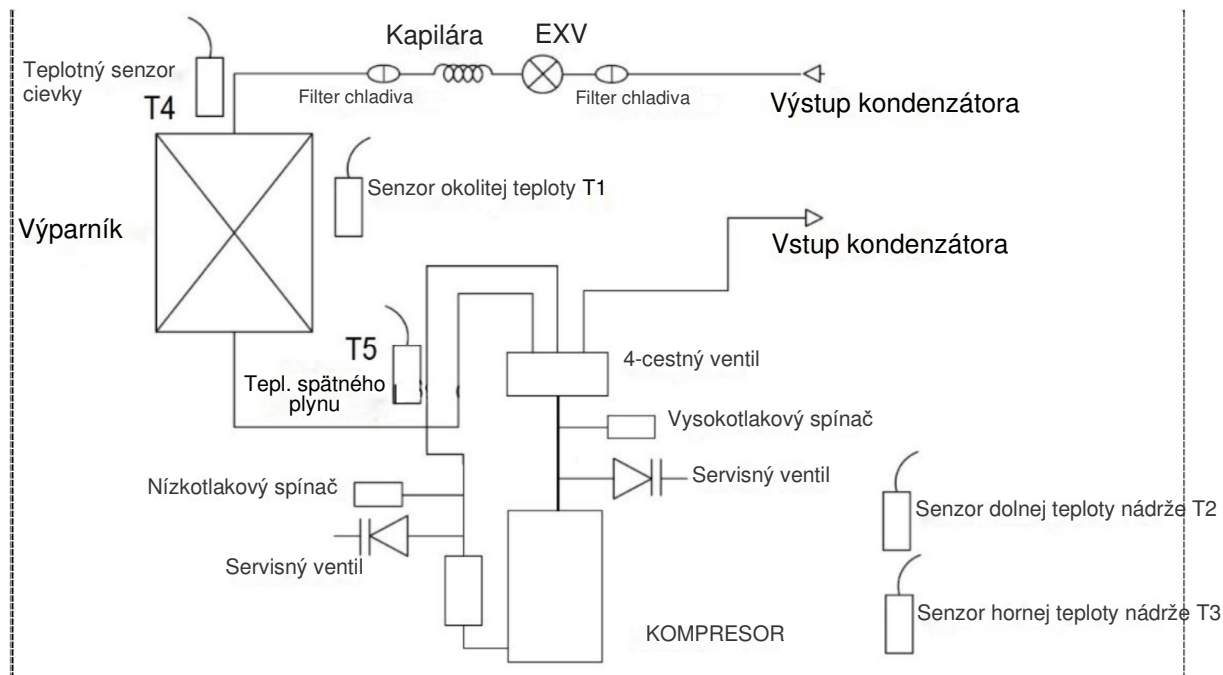 Kapilára
EXV
Teplotný senzor
cievky
T4
Filter chladiva
Filter chladiva
Výstup kondenzátora
Senzor okolitej teploty T1
Výparník
Vstup kondenzátora
T5
Tepl. spätného
plynu
4-cestný ventil
Vysokotlakový spínač
Nízkotlakový spínač
Servisný ventil
Servisný ventil
Senzor dolnej teploty nádrže T2
Senzor hornej teploty nádrže T3
KOMPRESOR